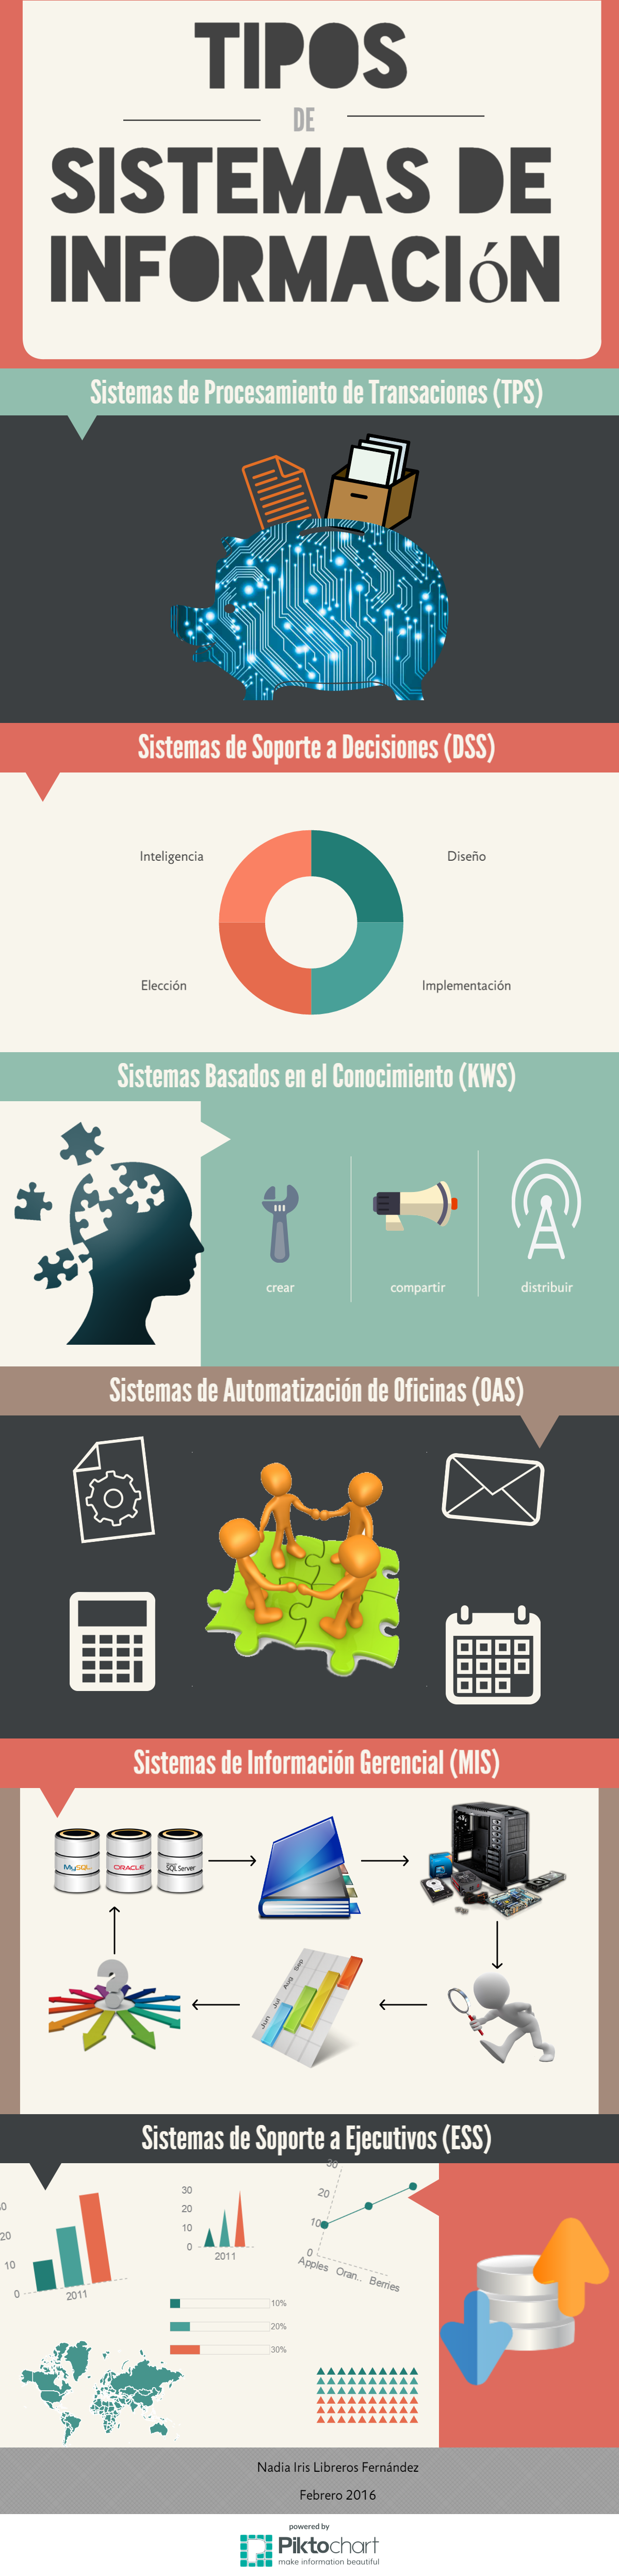 TIPOS
DE
SISTEMAS DE
INFORMACIóN
Sistemas de Procesamiento de Transaciones (TPS)
Sistemas de Soporte a Decisiones (DSS)
Inteligencia
Diseño
Elección
Implementación
Sistemas Basados en el Conocimiento (KWS)
crear
compartir
distribuir
Sistemas de Automatización de Oficinas (OAS)
Sistemas de Información Gerencial (MIS)
MySQL
ORACLE
SQL Server
Jun
Jul
Aug
Sep
Sistemas de Soporte a Ejecutivos (ESS)
20
10
0
2011
30
20
10
0
2011
30
20
10
0
Apples
Oran..
Berries
10%
20%
30%
Nadia Iris Libreros Fernández
Febrero 2016
powered by
Piktochart
make information beautiful